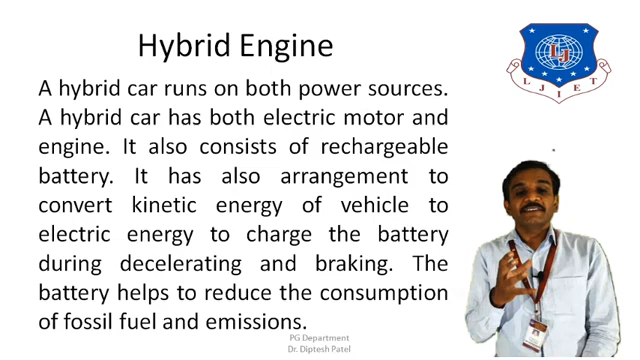 Hybrid Engine
A hybrid car runs on both power sources.
A hybrid car has both electric motor and
engine. It also consists of rechargeable
battery. It has also arrangement to
convert kinetic energy of vehicle to
electric energy to charge the battery
during decelerating and braking. The
battery helps to reduce the consumption
of fossil fuel and emissions.
PG Department
Dr. Diptesh Patel
LJ
L J I E T